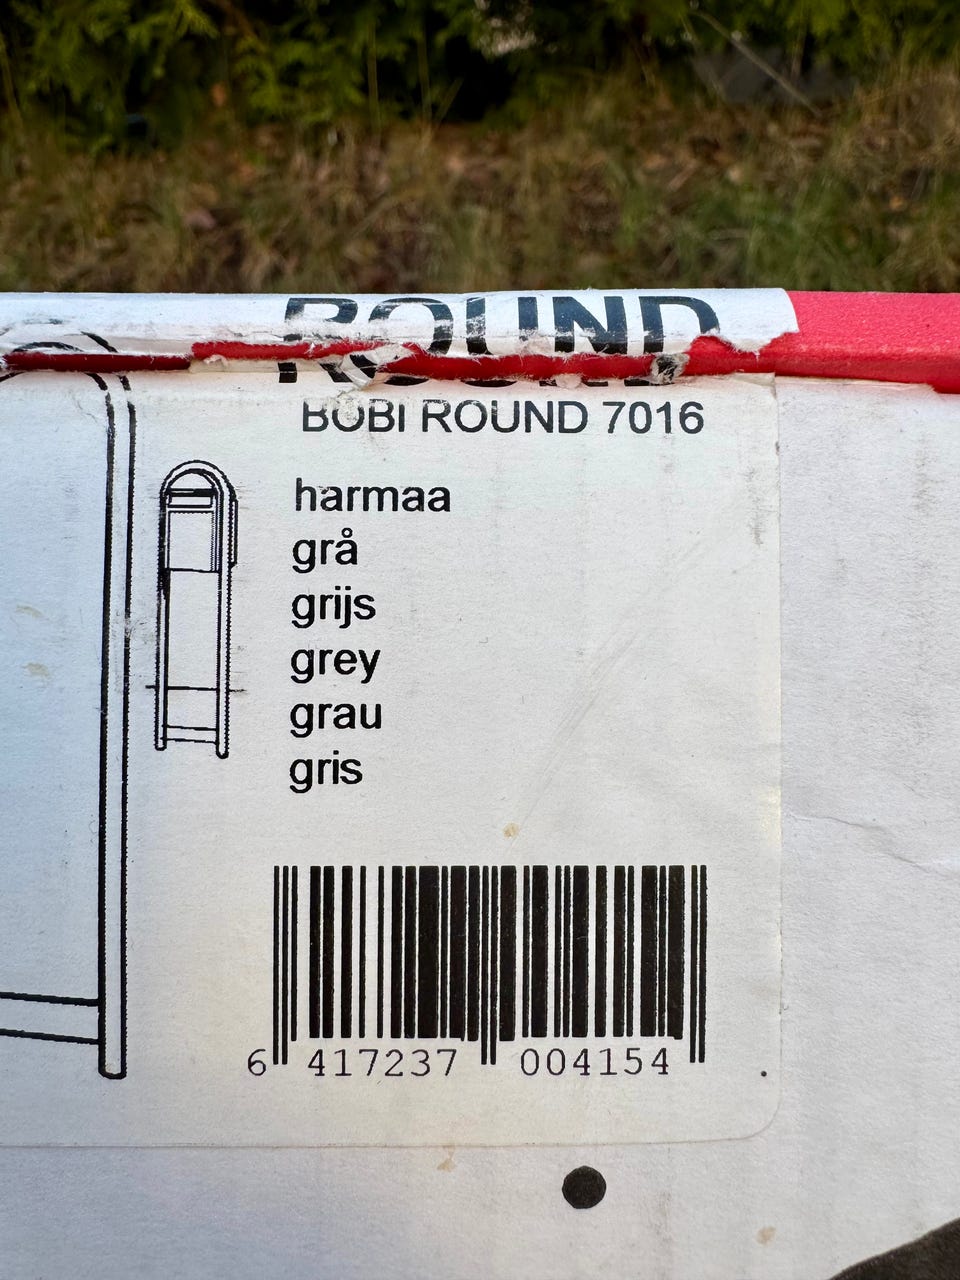 ROUND
BOBI ROUND 7016
harmaa
grå
grijs
grey
grau
gris
6 417237 004154